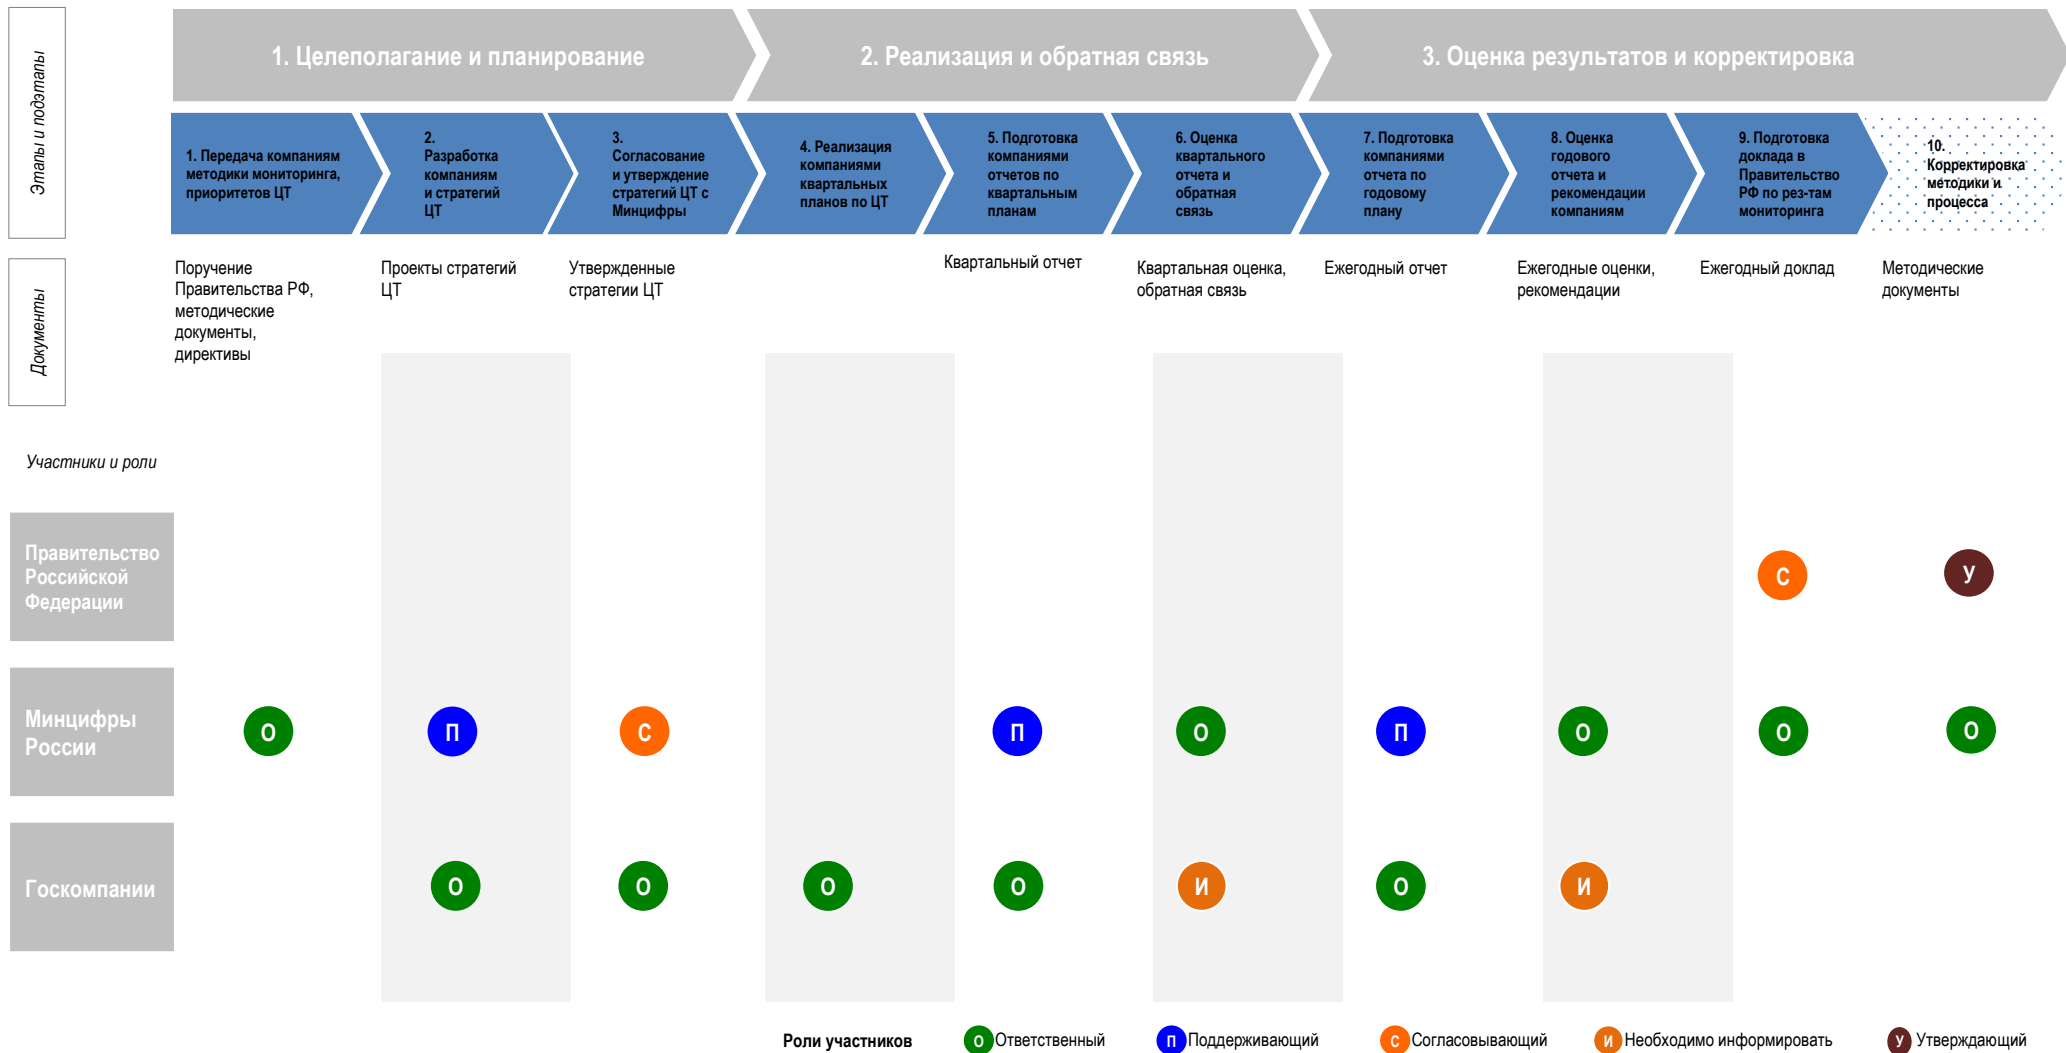 Этапы и подэтапы
1. Целеполагание и планирование
2. Реализация и обратная связь
3. Оценка результатов и корректировка
1. Передача компаниям
методики мониторинга,
приоритетов ЦТ
2.
Разработка
компаниям
и стратегий
ЦТ
3.
Согласование
и утверждение
стратегий ЦТ с
Минцифры
4. Реализация
компаниями
квартальных
планов по ЦТ
5. Подготовка
компаниями
отчетов по
квартальным
планам
6. Оценка
квартального
отчета и
обратная
связь
7. Подготовка
компаниями
отчета по
годовому
плану
8. Оценка
годового
отчета и
рекомендации
компаниям
9. Подготовка
доклада в
Правительство
РФ по рез-там
мониторинга
10.
Корректировка
методики и
процесса
Документы
Поручение
Правительства РФ,
методические
документы,
директивы
Проекты стратегий
ЦТ
Утвержденные
стратегии ЦТ
Квартальный отчет
Квартальная оценка,
обратная связь
Ежегодный отчет
Ежегодные оценки,
рекомендации
Ежегодный доклад
Методические
документы
Участники и роли
Правительство
Российской
Федерации
С
У
Минцифры
России
О
П
С
П
О
П
О
О
О
Госкомпании
О
О
О
О
И
О
И
Роли участников
О Ответственный
П Поддерживающий
С Согласовывающий
И Необходимо информировать
У Утверждающий